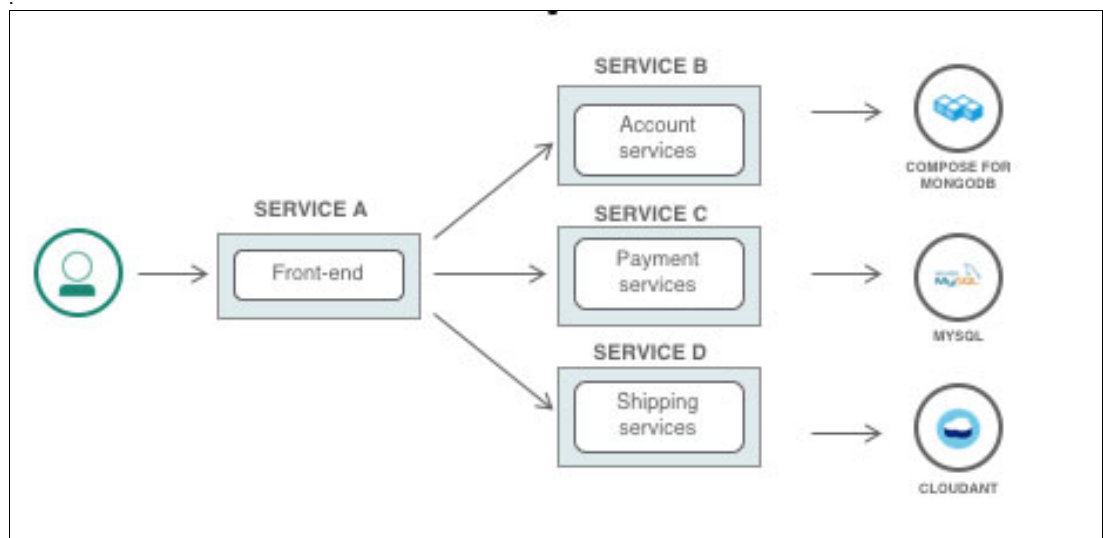 SERVICE B
Account
services
COMPOSE FOR
MONGODB
SERVICE A
Front-end
SERVICE C
Payment
services
MySQL
MYSQL
SERVICE D
Shipping
services
CLOUDANT